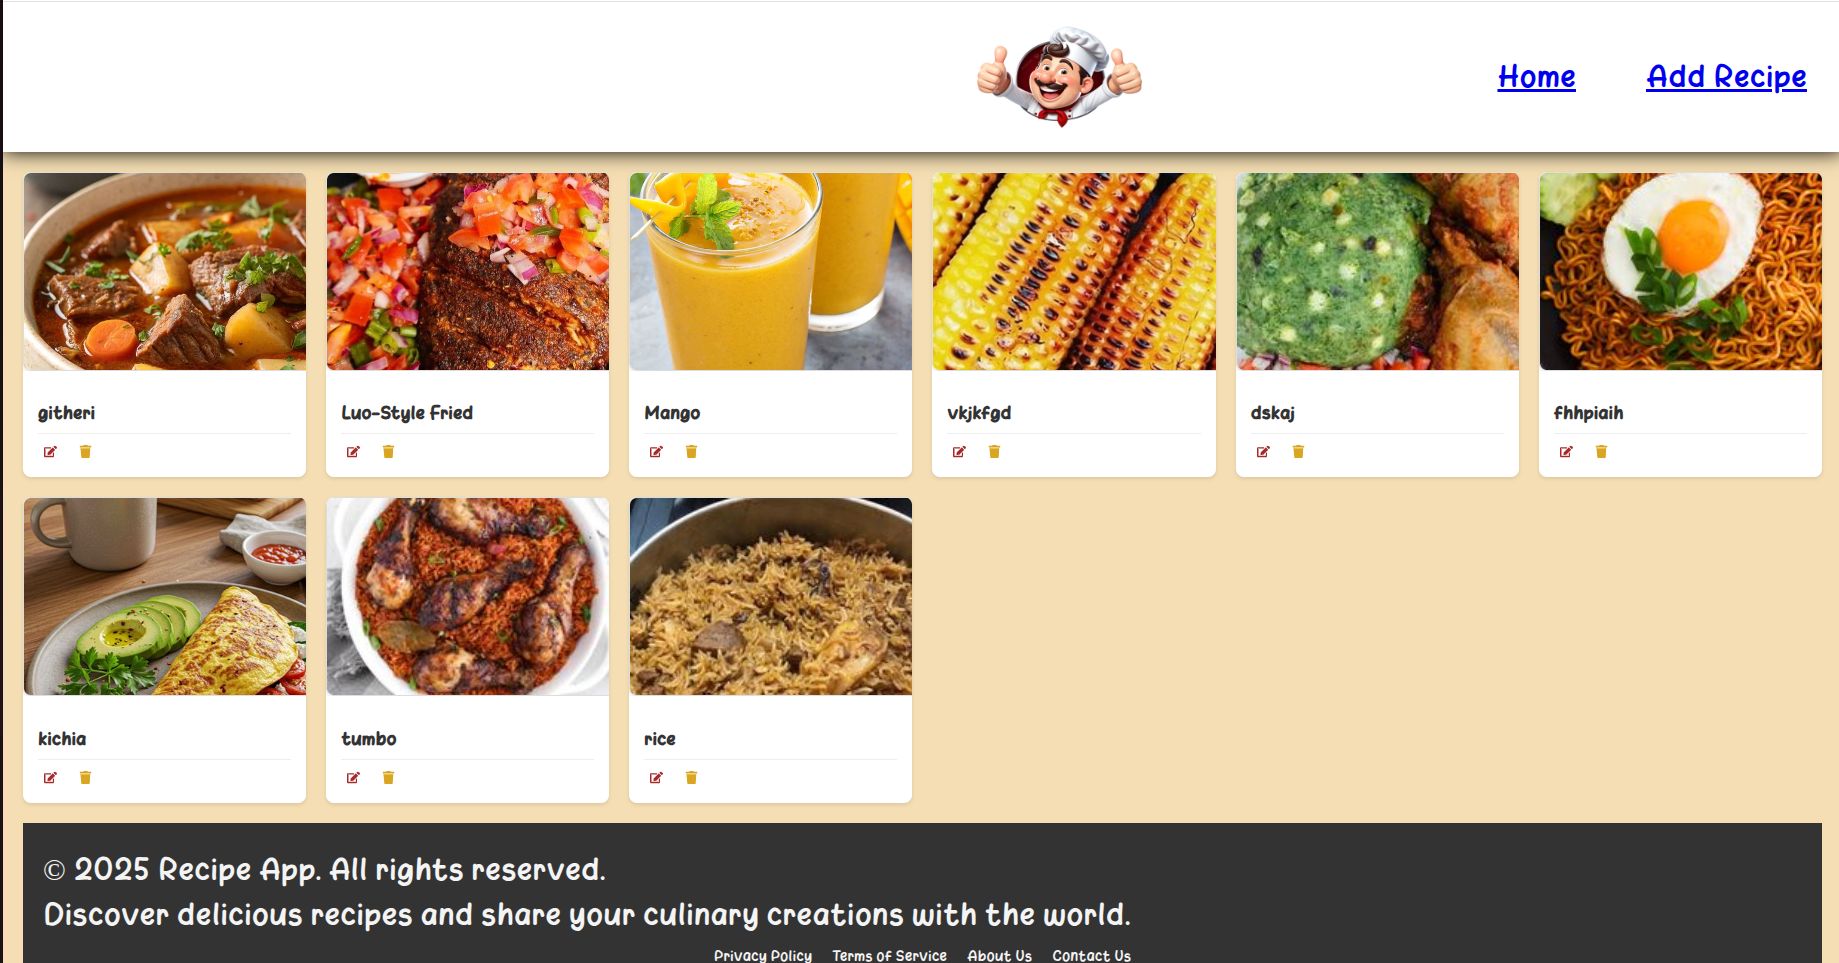 Home Add Recipe
githeri Luo-Style Fried Mango vkjkfgd dskaj fhhpiaih
kichia tumbo rice
© 2025 Recipe App. All rights reserved.
Discover delicious recipes and share your culinary creations with the world.
Privacy Policy Terms of Service About Us Contact Us